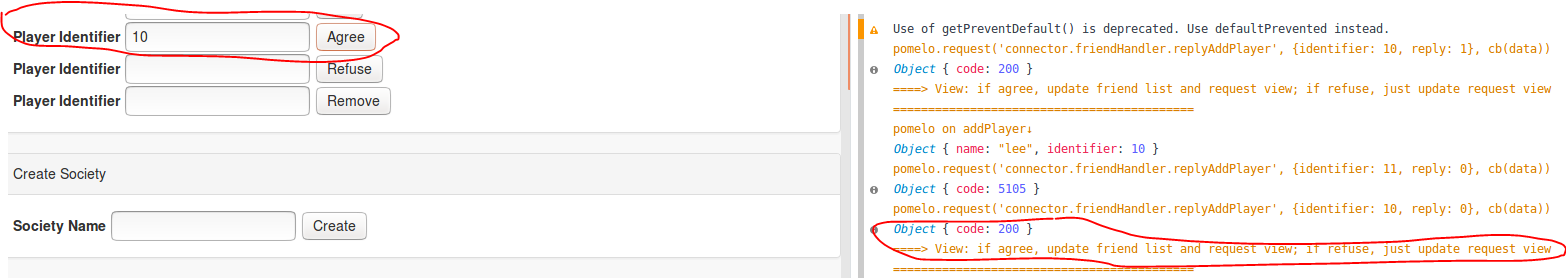 Player Identifier 10 Agree
Player Identifier Refuse
Player Identifier Remove
Create Society
Society Name Create
Use of getPreventDefault() is deprecated. Use defaultPrevented instead.
pomelo.request('connector.friendHandler.replyAddPlayer', {identifier: 10, reply: 1}, cb(data))
Object { code: 200 }
====> View: if agree, update friend list and request view; if refuse, just update request view
===========================================
pomelo on addPlayer↓
Object { name: "lee", identifier: 10 }
pomelo.request('connector.friendHandler.replyAddPlayer', {identifier: 11, reply: 0}, cb(data))
Object { code: 5105 }
pomelo.request('connector.friendHandler.replyAddPlayer', {identifier: 10, reply: 0}, cb(data))
Object { code: 200 }
====> View: if agree, update friend list and request view; if refuse, just update request view
===========================================